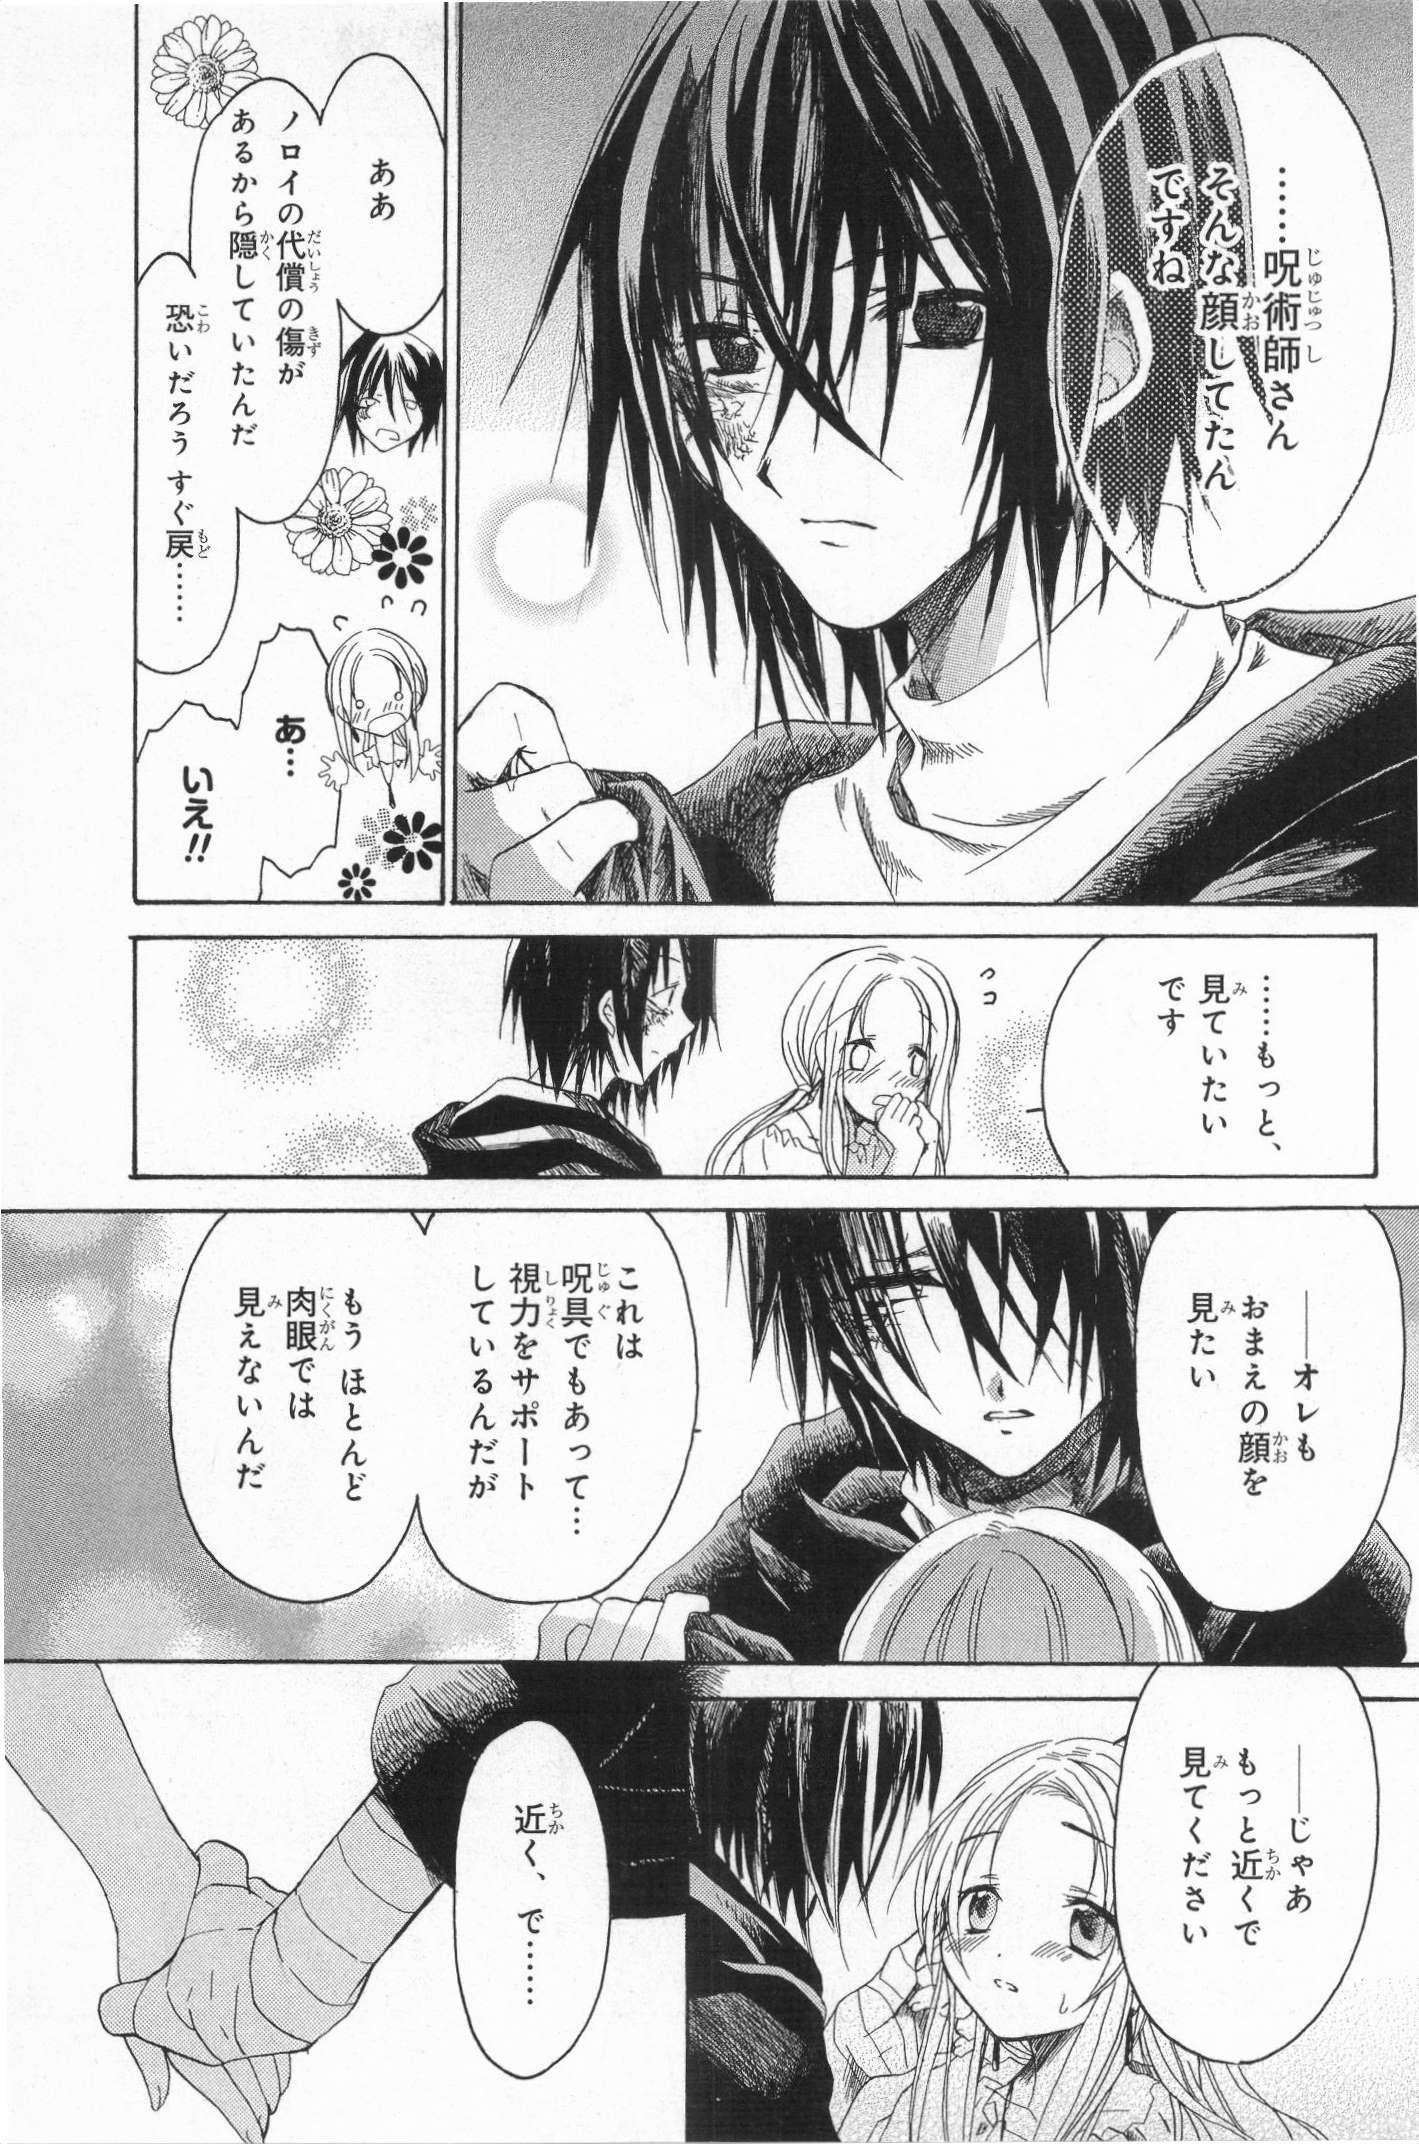 ……呪術師さん
そんな顔してたん
ですね
ああ
ノロイの代償の傷が
あるから隠していたんだ
恐いだろう すぐ戻……
あ…
いえ!!
……もっと、
見ていたい
です
――オレも
おまえの顔を
見たい
これは
呪具でもあって…
視力をサポート
しているんだが
もう ほとんど
肉眼では
見えないんだ
――じゃあ
もっと近くで
見てください
近く、で……